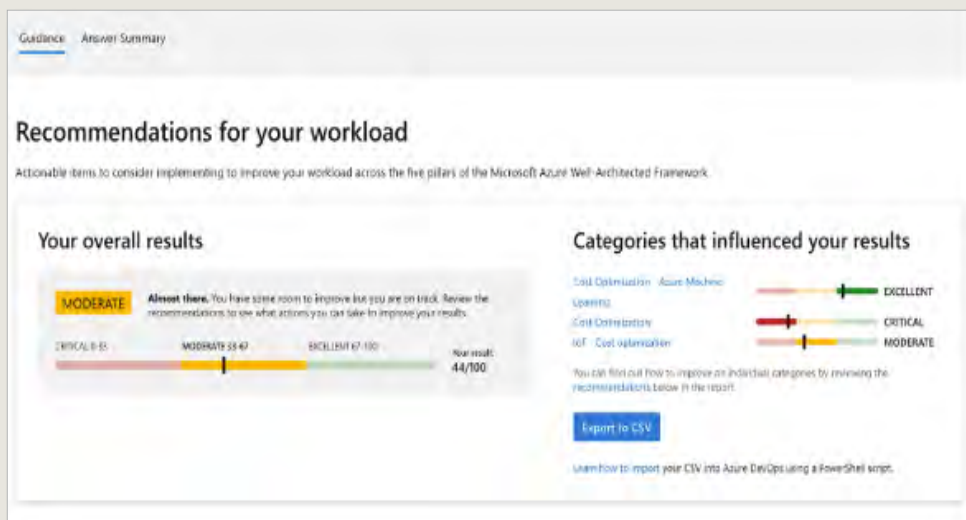 Guidance Answer Summary
Recommendations for your workload
Actionable items to consider implementing to improve your workload across the five pillars of the Microsoft Azure Well-Architected Framework.
Your overall results
MODERATE
Almost there. You have some room to improve but you are on track. Review the
recommendations to see what actions you can take to improve your results.
CRITICAL 0-33 MODERATE 33-67 EXCELLENT 67-100
Your result:
44/100
Categories that influenced your results
Cost Optimization - Azure Machine
Learning
EXCELLENT
Cost Optimization
CRITICAL
IoT - Cost optimization
MODERATE
You can find out how to improve an individual categories by reviewing the
recommendations below in the report.
Export to CSV
Learn how to import your CSV into Azure DevOps using a PowerShell script.